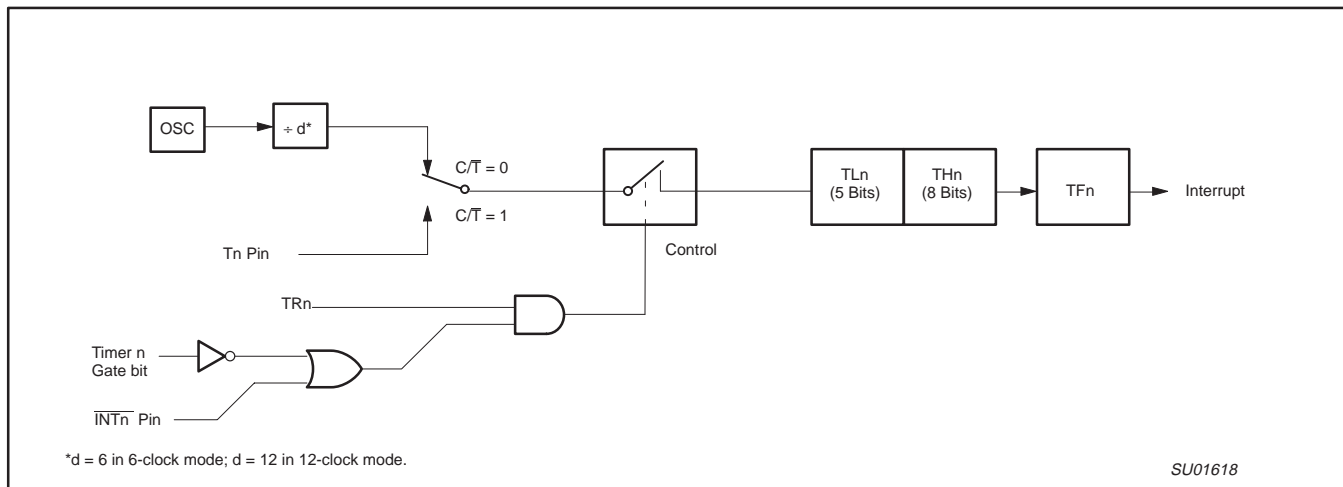 OSC
÷ d*
C/T̅ = 0
C/T̅ = 1
Tn Pin
Control
TLn
(5 Bits)
THn
(8 Bits)
TFn
Interrupt
TRn
Timer n
Gate bit
I̅N̅T̅n̅ Pin
*d = 6 in 6-clock mode; d = 12 in 12-clock mode.
SU01618